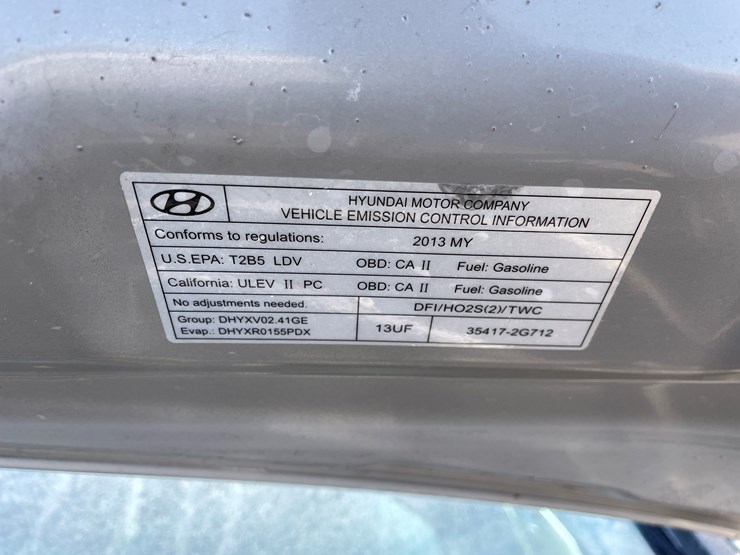 HYUNDAI MOTOR COMPANY
VEHICLE EMISSION CONTROL INFORMATION
Conforms to regulations: 2013 MY
U.S.EPA: T2B5 LDV OBD: CA II Fuel: Gasoline
California: ULEV II PC OBD: CA II Fuel: Gasoline
No adjustments needed. DFI/HO2S(2)/TWC
Group: DHYXV02.41GE
Evap.: DHYXR0155PDX 13UF 35417-2G712